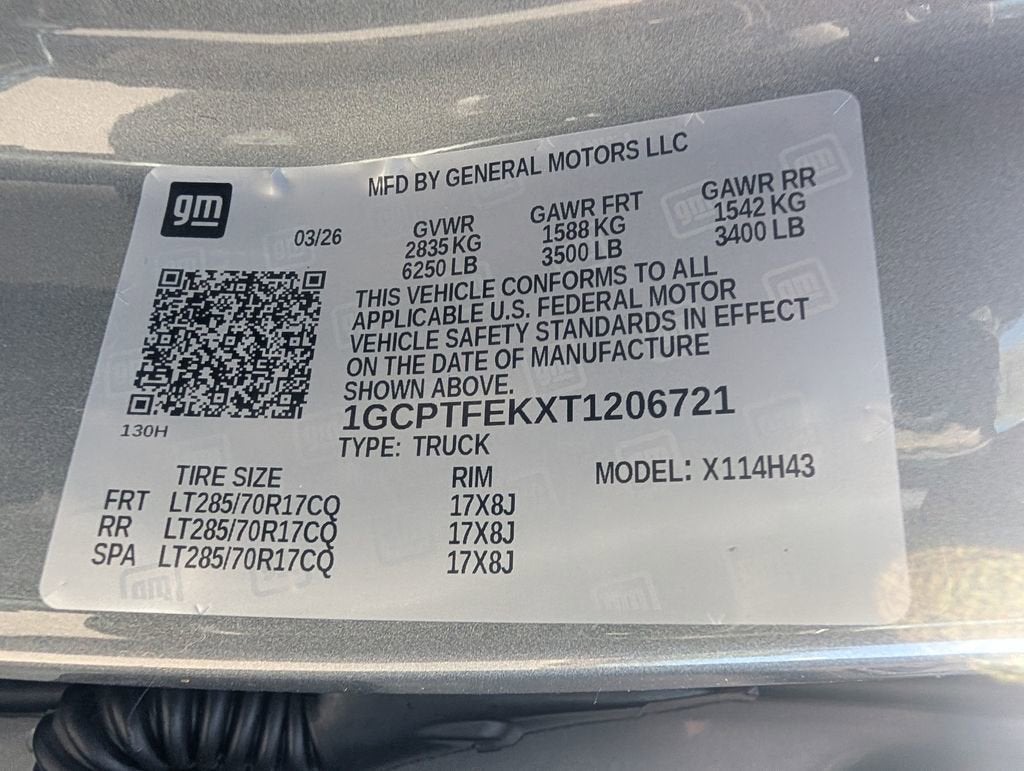 gm
MFD BY GENERAL MOTORS LLC
03/26
GVWR GAWR FRT GAWR RR
2835 KG 1588 KG 1542 KG
6250 LB 3500 LB 3400 LB
THIS VEHICLE CONFORMS TO ALL
APPLICABLE U.S. FEDERAL MOTOR
VEHICLE SAFETY STANDARDS IN EFFECT
ON THE DATE OF MANUFACTURE
SHOWN ABOVE.
1GCPTFEKXT1206721
130H
TYPE: TRUCK
MODEL: X114H43
TIRE SIZE RIM
FRT LT285/70R17CQ 17X8J
RR LT285/70R17CQ 17X8J
SPA LT285/70R17CQ 17X8J